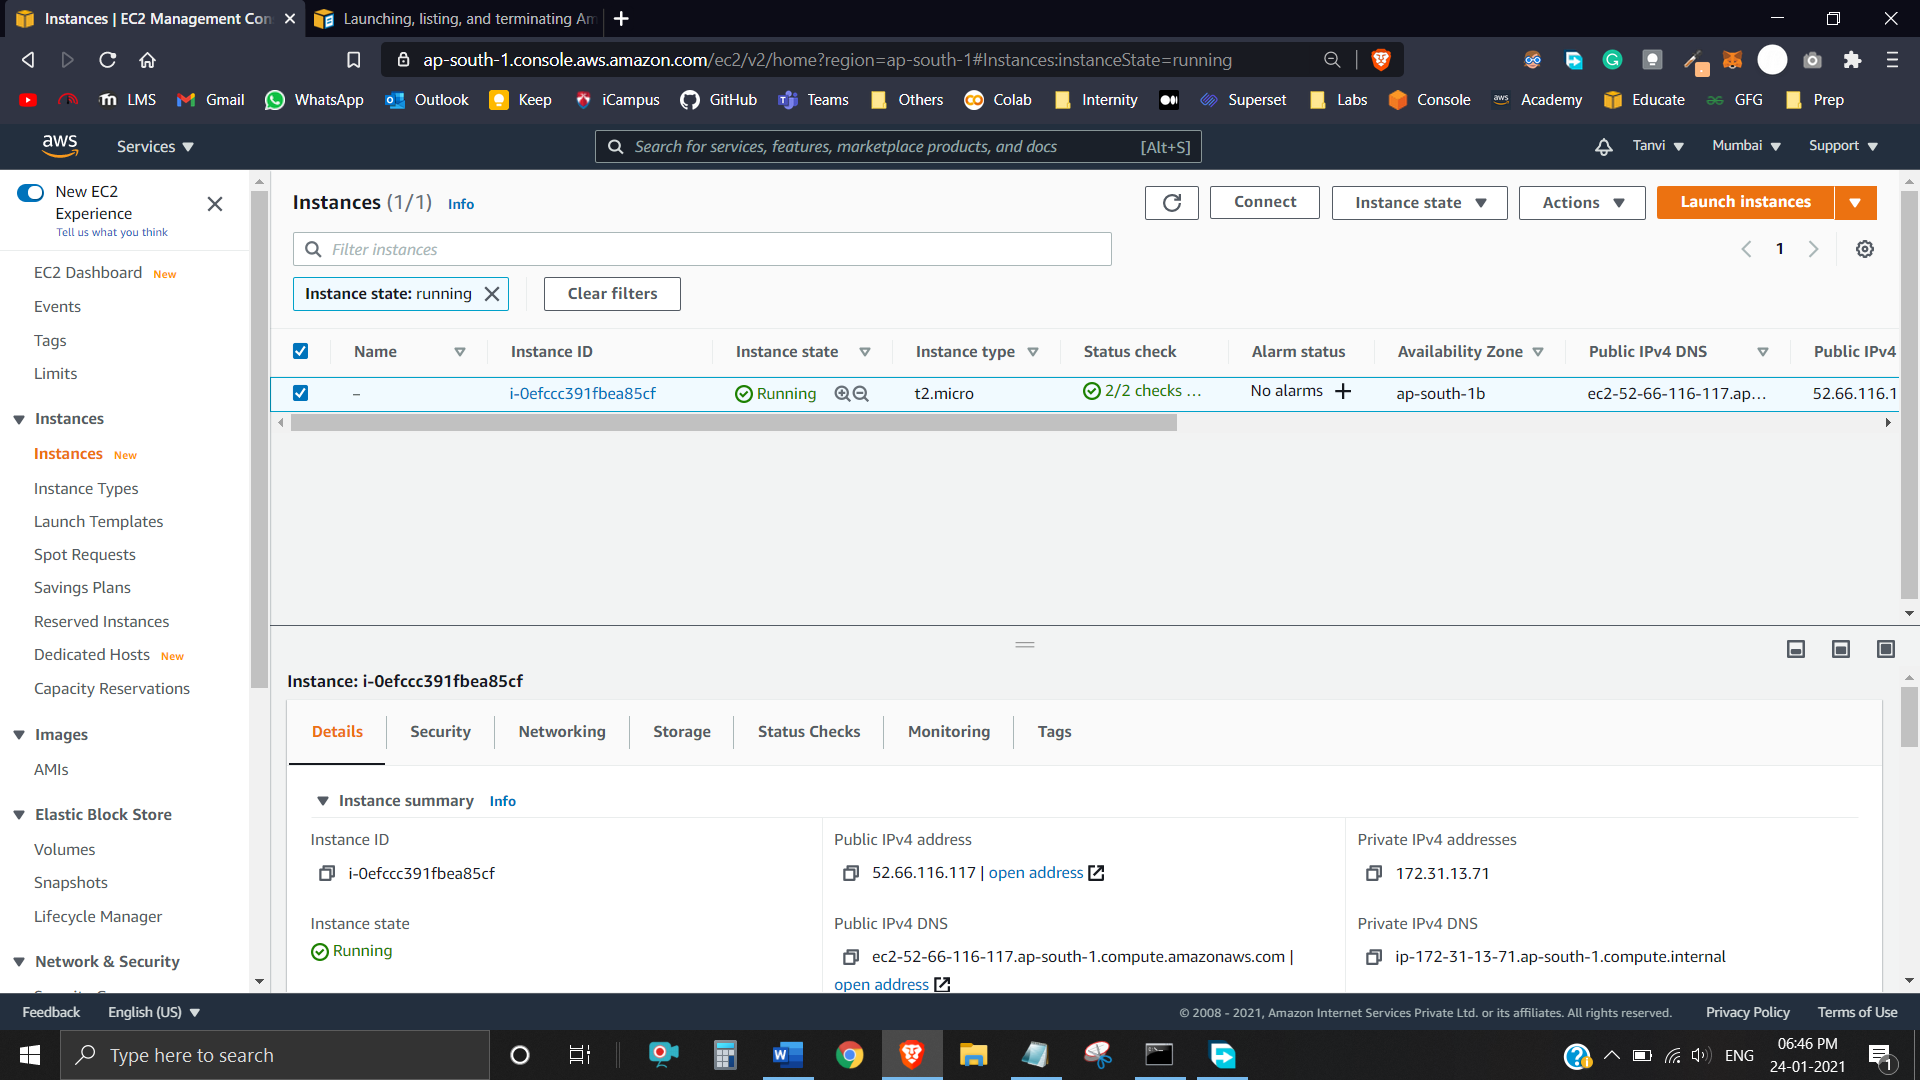 Instances | EC2 Management Con
Launching, listing, and terminating Am
ap-south-1.console.aws.amazon.com/ec2/v2/home?region=ap-south-1#Instances:instanceState=running
LMS Gmail WhatsApp Outlook Keep iCampus GitHub Teams Others Colab Internity Superset Labs Console aws Academy Educate GFG Prep
aws Services Search for services, features, marketplace products, and docs [Alt+S] Tanvi Mumbai Support
New EC2
Experience
Tell us what you think
EC2 Dashboard New
Events
Tags
Limits
Instances
Instances New
Instance Types
Launch Templates
Spot Requests
Savings Plans
Reserved Instances
Dedicated Hosts New
Capacity Reservations
Images
AMIs
Elastic Block Store
Volumes
Snapshots
Lifecycle Manager
Network & Security
Instances (1/1) Info
Connect Instance state Actions Launch instances
Filter instances
1
Instance state: running Clear filters
Name Instance ID Instance state Instance type Status check Alarm status Availability Zone Public IPv4 DNS Public IPv4
– i-0efccc391fbea85cf Running t2.micro 2/2 checks ... No alarms + ap-south-1b ec2-52-66-116-117.ap... 52.66.116.1
Instance: i-0efccc391fbea85cf
Details Security Networking Storage Status Checks Monitoring Tags
Instance summary Info
Instance ID
i-0efccc391fbea85cf
Public IPv4 address
52.66.116.117 | open address
Private IPv4 addresses
172.31.13.71
Instance state
Running
Public IPv4 DNS
ec2-52-66-116-117.ap-south-1.compute.amazonaws.com |
open address
Private IPv4 DNS
ip-172-31-13-71.ap-south-1.compute.internal
Feedback English (US) © 2008 - 2021, Amazon Internet Services Private Ltd. or its affiliates. All rights reserved. Privacy Policy Terms of Use
Type here to search
ENG
06:46 PM
24-01-2021
1